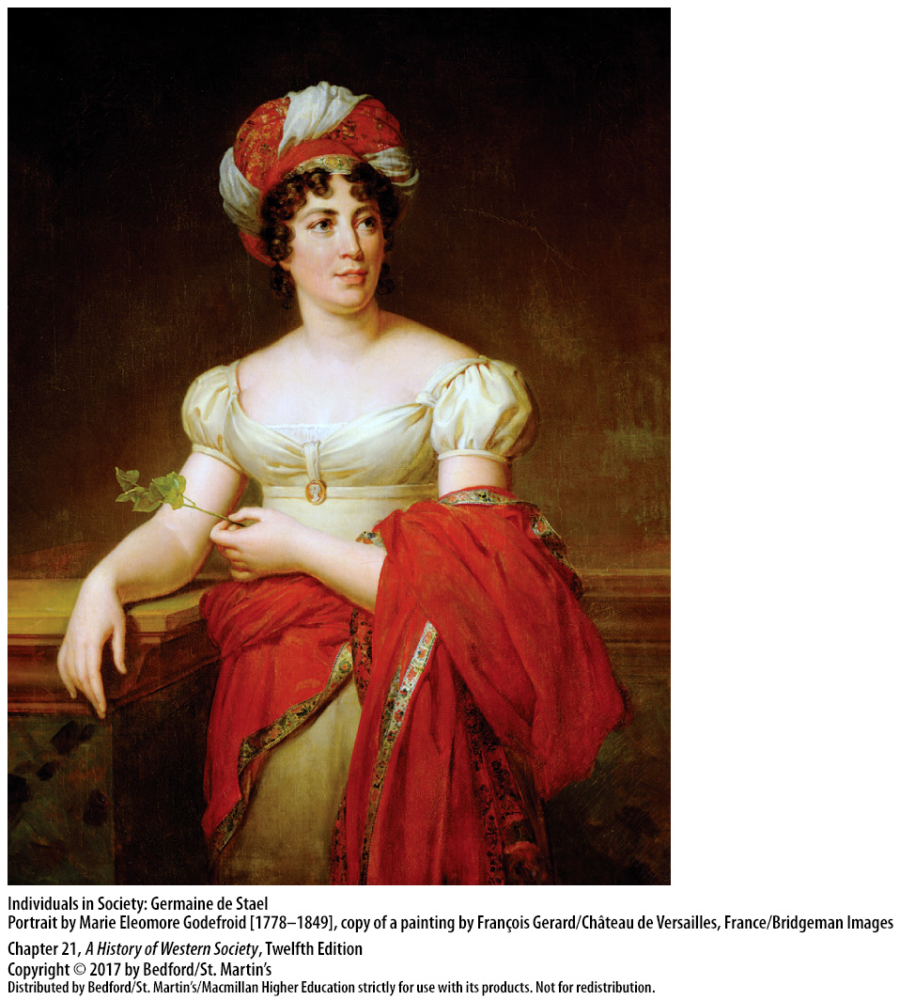 Individuals in Society: Germaine de Stael
Portrait by Marie Eleomore Godefroid [1778–1849], copy of a painting by François Gerard/Château de Versailles, France/Bridgeman Images
Chapter 21, A History of Western Society, Twelfth Edition
Copyright © 2017 by Bedford/St. Martin’s
Distributed by Bedford/St. Martin’s/Macmillan Higher Education strictly for use with its products. Not for redistribution.